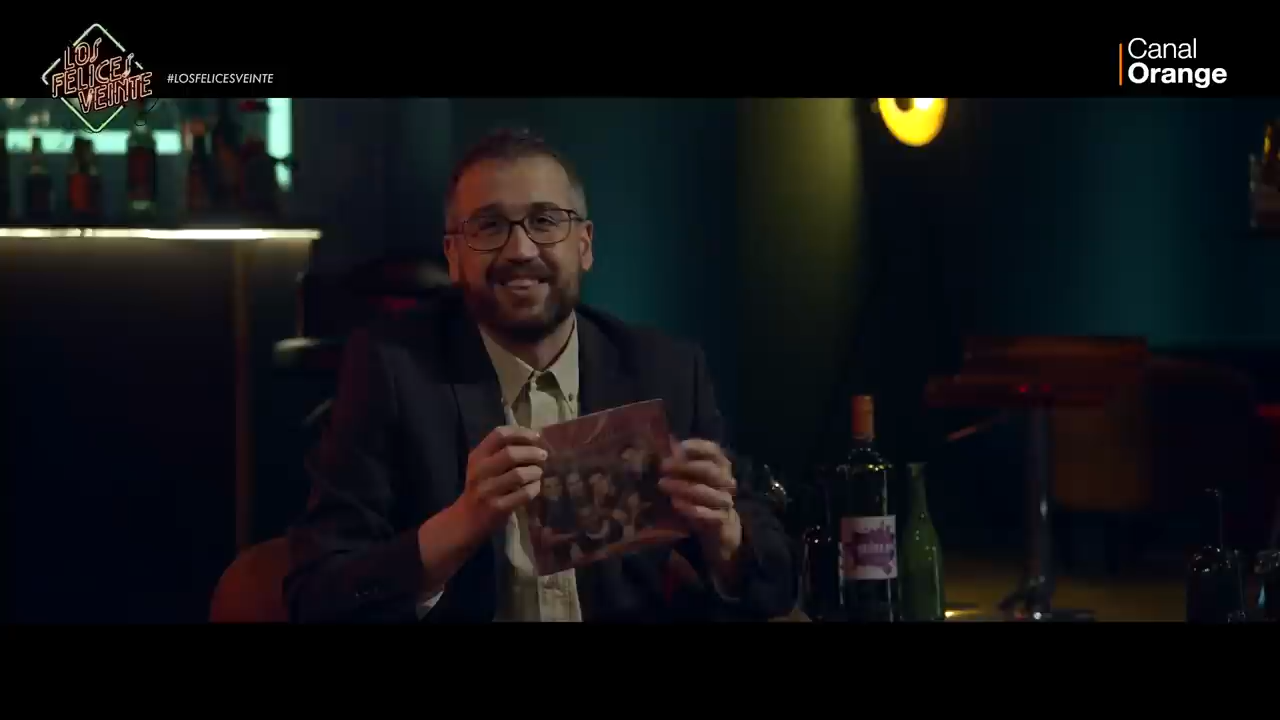 LOS
FELICES
VEINTE
#LOSFELICESVEINTE
Canal
Orange